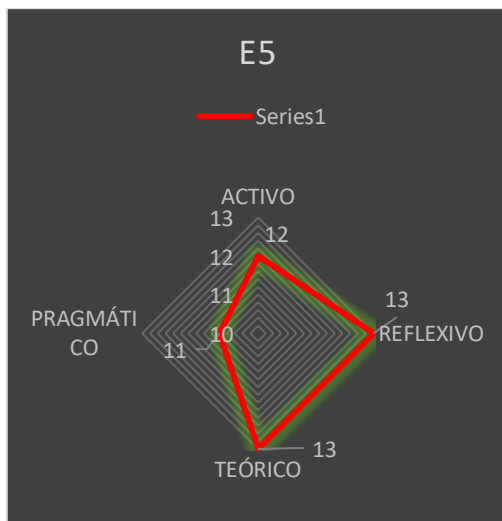 E5
Series1
ACTIVO
13
12
12
11
13
PRAGMÁTI
CO
10
REFLEXIVO
11
13
TEÓRICO